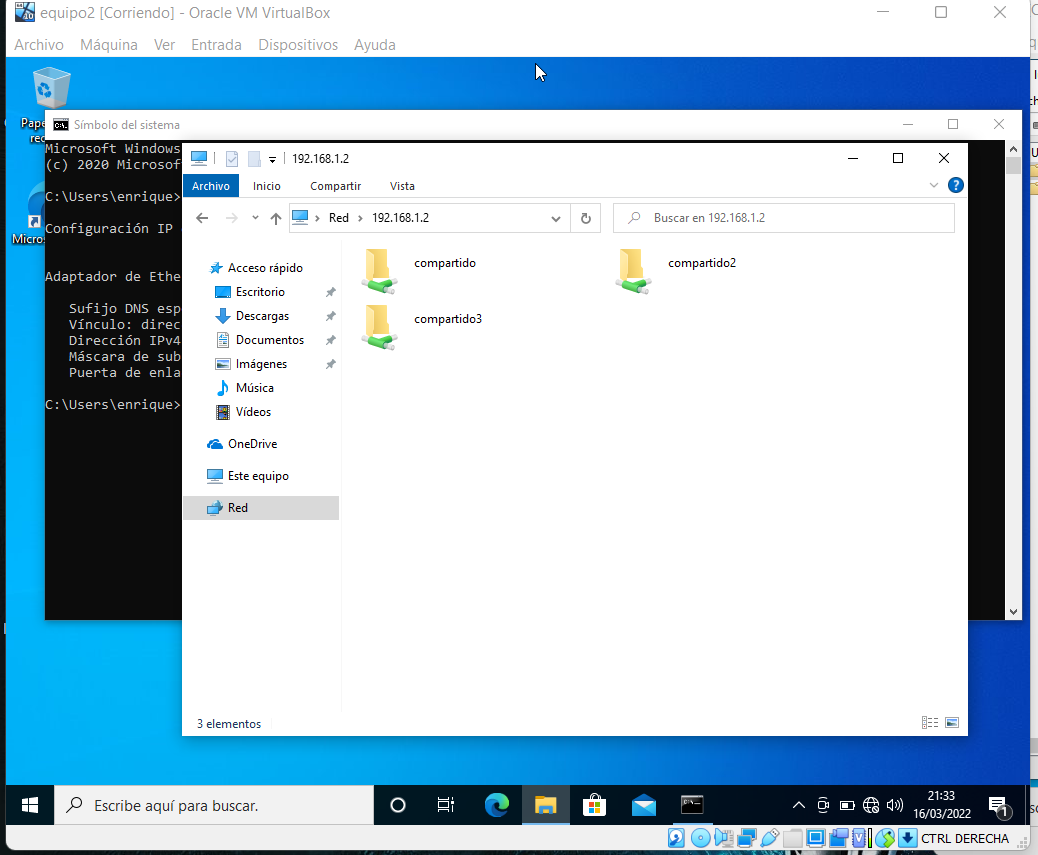 equipo2 [Corriendo] - Oracle VM VirtualBox
Archivo Máquina Ver Entrada Dispositivos Ayuda
Símbolo del sistema
Microsoft Windows
(c) 2020 Microsof
C:\Users\enrique>
Configuración IP
Adaptador de Ethe
Sufijo DNS esp
Vínculo: direc
Dirección IPv4
Máscara de sub
Puerta de enla
C:\Users\enrique>
192.168.1.2
Archivo Inicio Compartir Vista
Red > 192.168.1.2
Buscar en 192.168.1.2
Acceso rápido
Escritorio
Descargas
Documentos
Imágenes
Música
Vídeos
OneDrive
Este equipo
Red
compartido
compartido2
compartido3
3 elementos
Escribe aquí para buscar.
21:33
16/03/2022
1
CTRL DERECHA